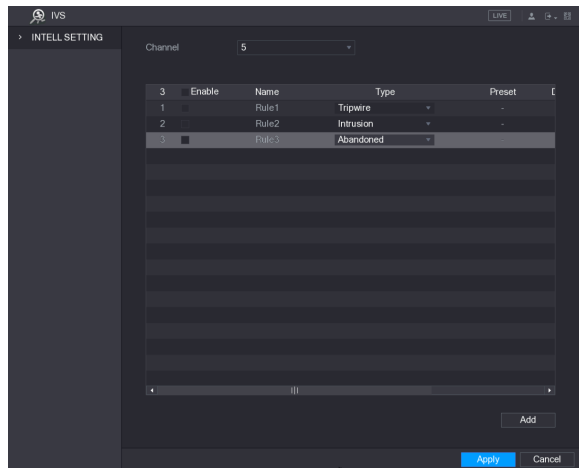 IVS
LIVE
INTELL SETTING
Channel 5
3 Enable Name Type Preset
1 Rule1 Tripwire -
2 Rule2 Intrusion -
3 Rule3 Abandoned -
Add
Apply Cancel